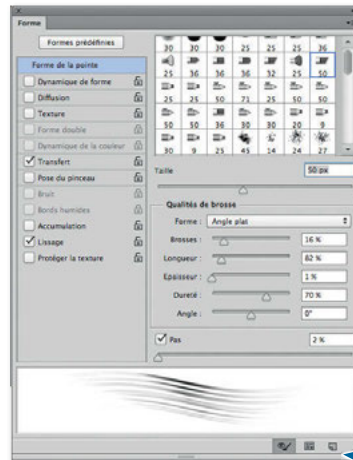 Forme
Formes prédéfinies
Forme de la pointe
Dynamique de forme
Diffusion
Texture
Forme double
Dynamique de la couleur
Transfert
Pose du pinceau
Bruit
Bords humides
Accumulation
Lissage
Protéger la texture
30 30 30 25 25 25 36
25 36 36 36 32 25 50
25 25 50 71 25 50 50
50 50 36 30 30 20 9
30 9 25 45 14 24 27
Taille 50 px
Qualités de brosse
Forme : Angle plat
Brosses : 16 %
Longueur : 82 %
Epaisseur : 1 %
Dureté : 70 %
Angle : 0°
Pas 2 %